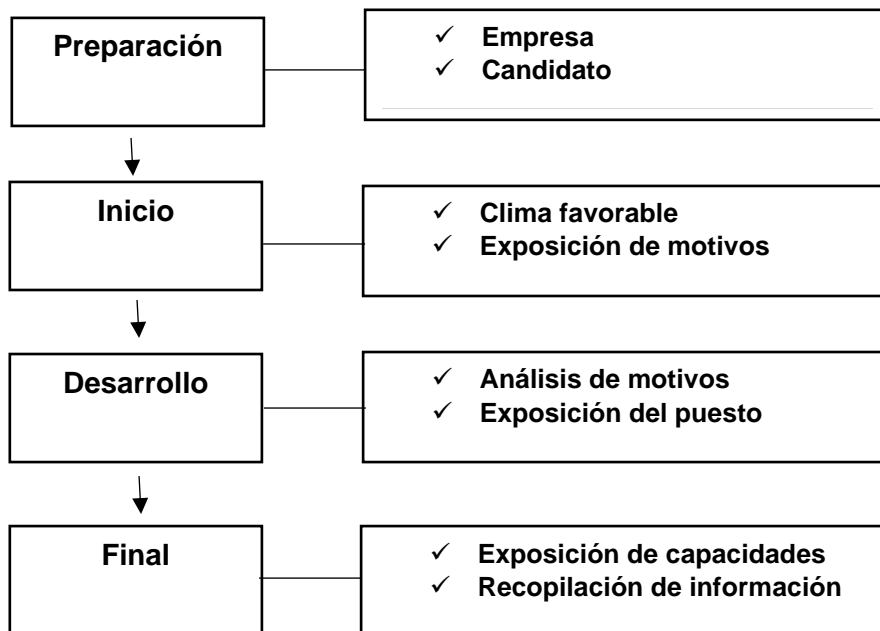 Preparación
✓ Empresa
✓ Candidato
Inicio
✓ Clima favorable
✓ Exposición de motivos
Desarrollo
✓ Análisis de motivos
✓ Exposición del puesto
Final
✓ Exposición de capacidades
✓ Recopilación de información